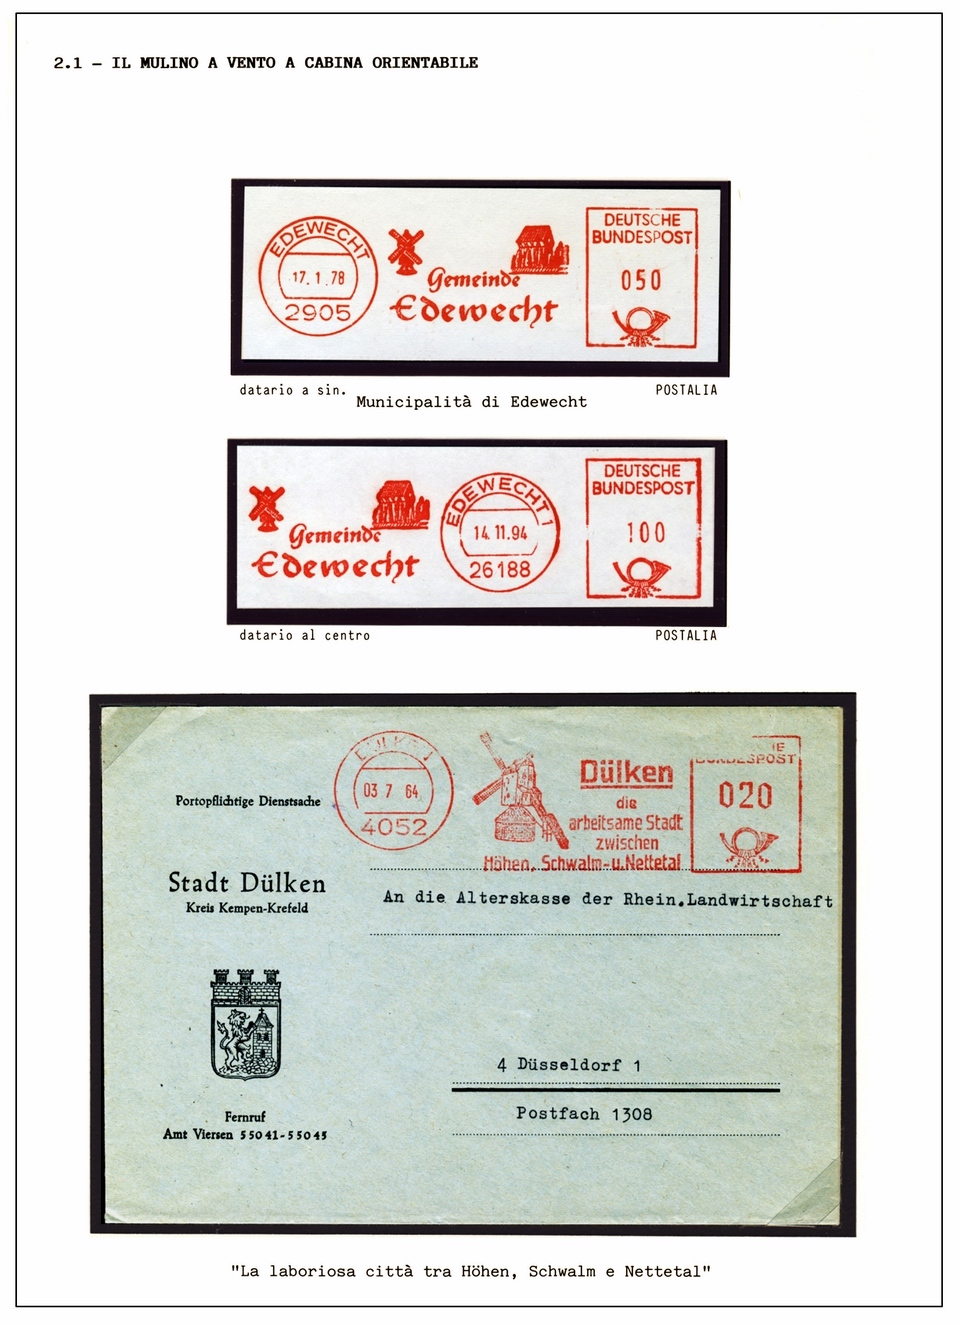 2.1 – IL MULINO A VENTO A CABINA ORIENTABILE
EDEWECHT
17. 1. 78
2905
Gemeinde
Edewecht
DEUTSCHE
BUNDESPOST
050
datario a sin.
POSTALIA
Municipalità di Edewecht
Gemeinde
Edewecht
EDEWECHT 1
14. 11. 94
26188
DEUTSCHE
BUNDESPOST
100
datario al centro
POSTALIA
Portopflichtige Dienstsache
03 7 64
4052
Dülken
die
arbeitsame Stadt
zwischen
Höhen, Schwalm-u. Nettetal
BUNDESPOST
020
Stadt Dülken
Kreis Kempen-Krefeld
An die Alterskasse der Rhein.Landwirtschaft
4 Düsseldorf 1
Postfach 1308
Fernruf
Amt Viersen 55041-55045
"La laboriosa città tra Höhen, Schwalm e Nettetal"